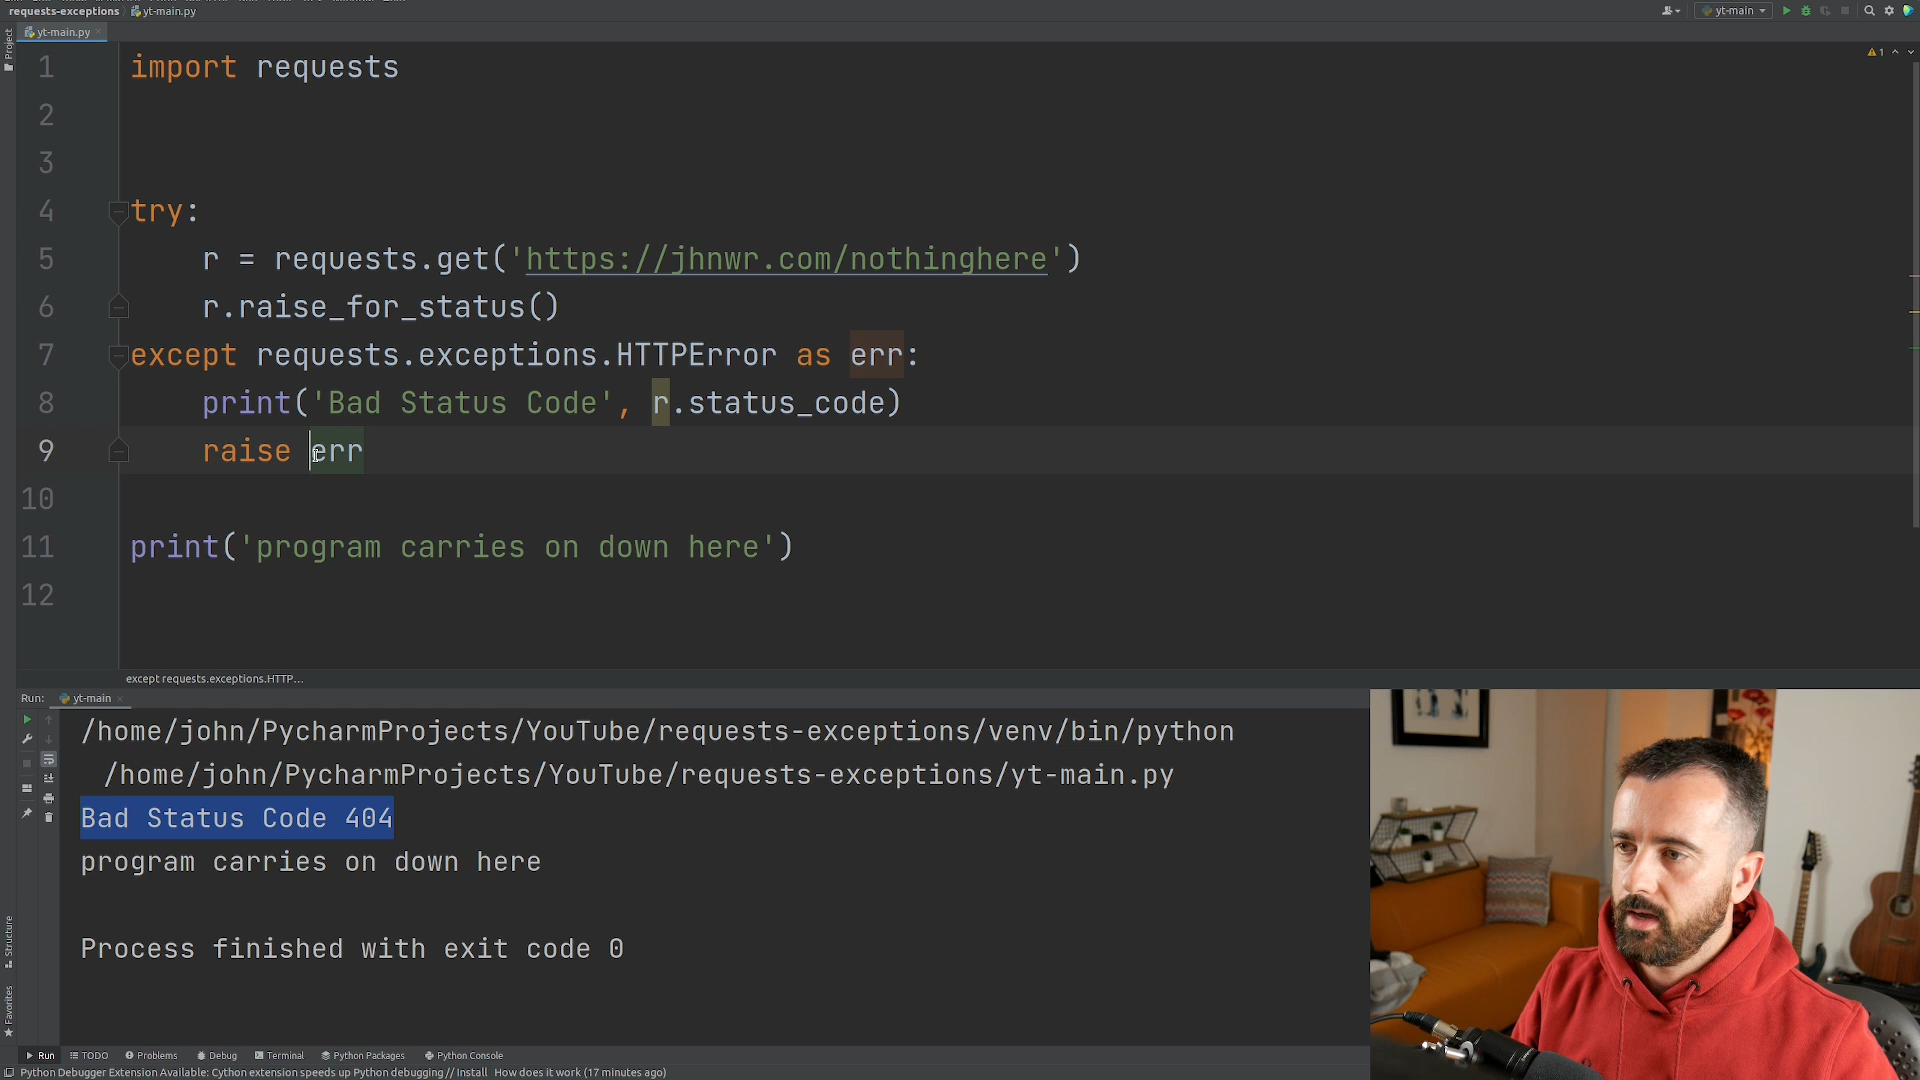 requests-exceptions yt-main.py
yt-main
yt-main.py
Project
1
1 import requests
2
3
4 try:
5 r = requests.get('https://jhnwr.com/nothinghere')
6 r.raise_for_status()
7 except requests.exceptions.HTTPError as err:
8 print('Bad Status Code', r.status_code)
9 raise err
10
11 print('program carries on down here')
12
except requests.exceptions.HTTP...
Run: yt-main
/home/john/PycharmProjects/YouTube/requests-exceptions/venv/bin/python
/home/john/PycharmProjects/YouTube/requests-exceptions/yt-main.py
Bad Status Code 404
program carries on down here
Process finished with exit code 0
Structure
Favorites
Run TODO Problems Debug Terminal Python Packages Python Console
Python Debugger Extension Available: Cython extension speeds up Python debugging // Install How does it work (17 minutes ago)